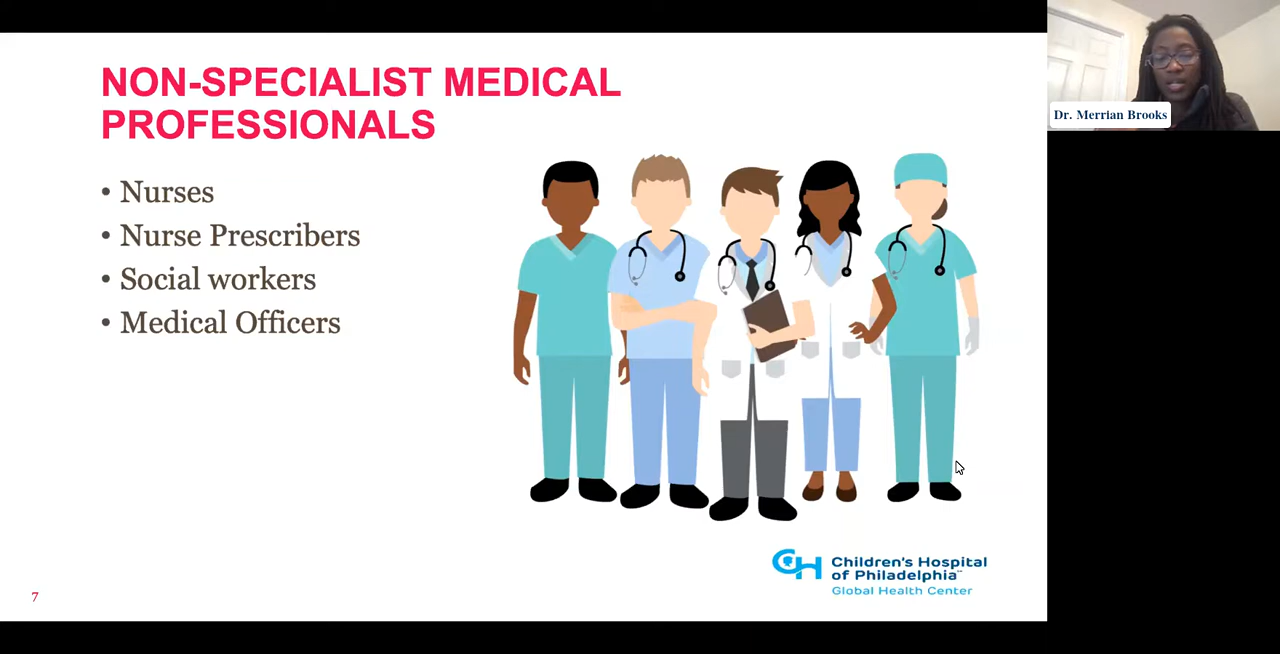 NON-SPECIALIST MEDICAL
PROFESSIONALS
• Nurses
• Nurse Prescribers
• Social workers
• Medical Officers
Children's Hospital
of Philadelphia™
Global Health Center
7
Dr. Merrian Brooks